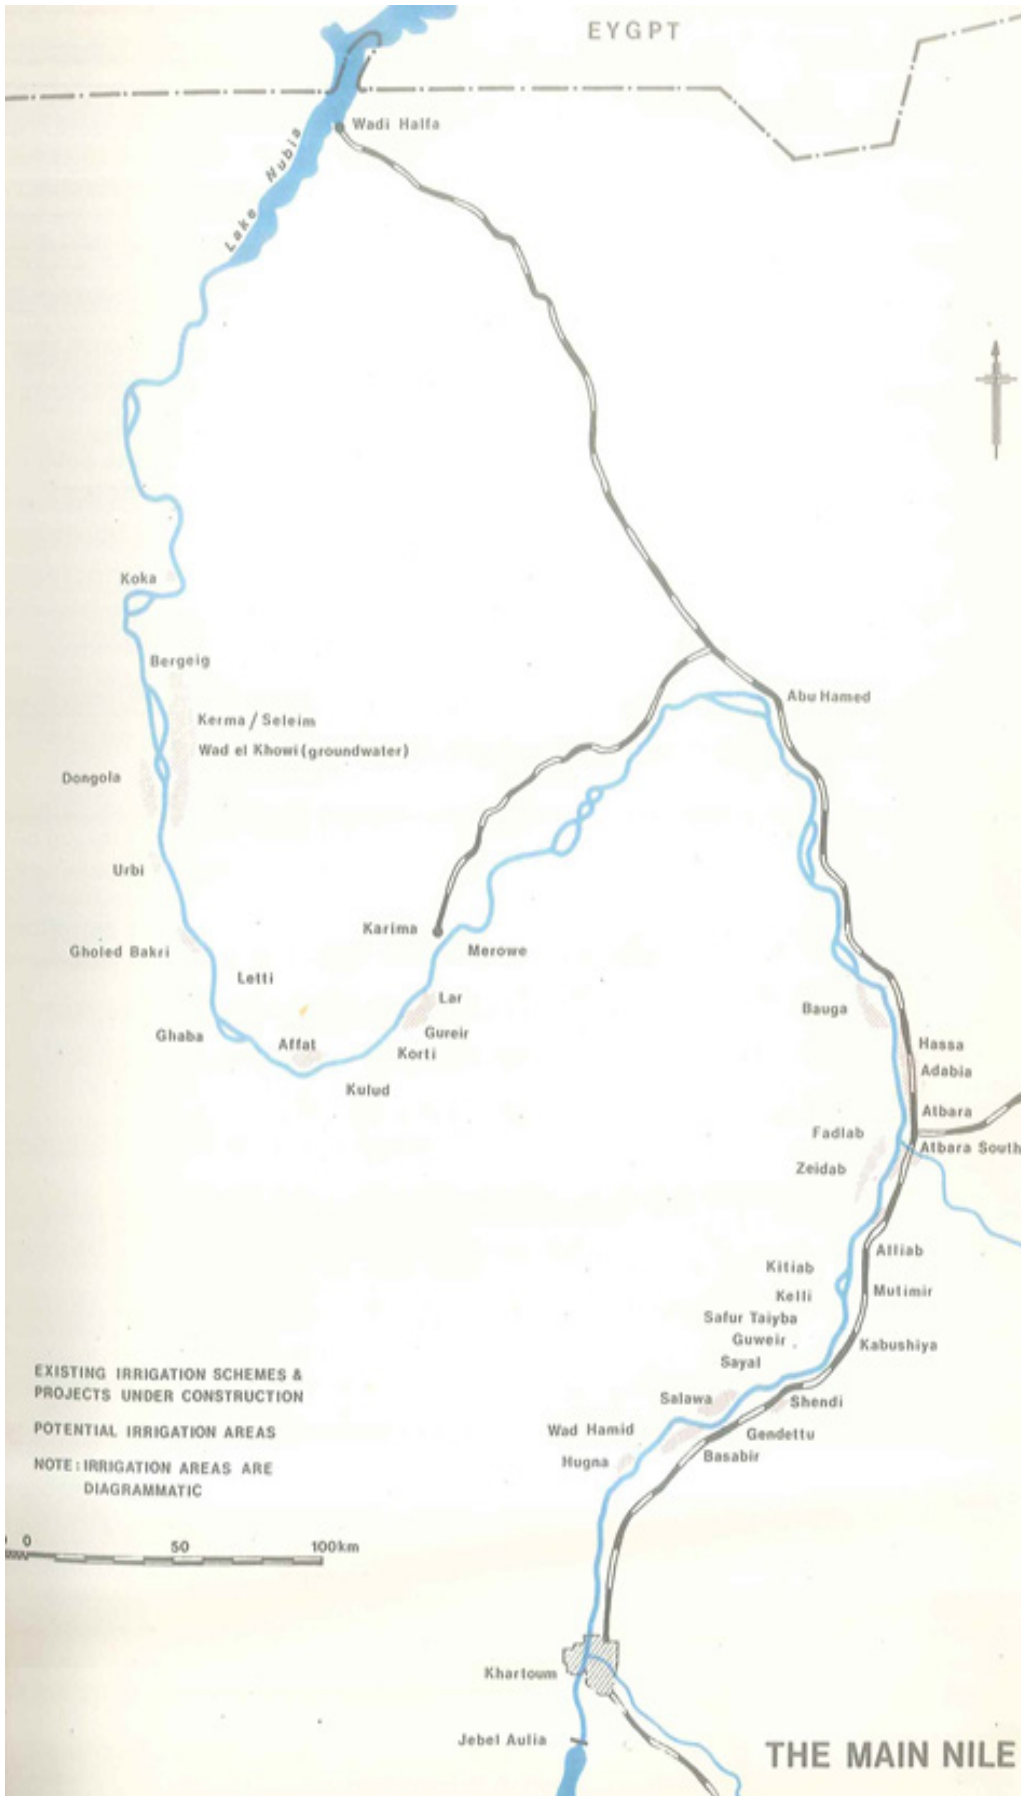 EYGPT
Wadi Halfa
Lake Nubia
Koka
Bergeig
Kerma / Seleim
Wad el Khowi (groundwater)
Dongola
Abu Hamed
Urbi
Karima
Gholed Bakri
Merowe
Letti
Lar
Bauga
Ghaba
Gureir
Affat
Korti
Hassa
Adabia
Kulud
Atbara
Fadlab
Atbara South
Zeidab
Alliab
Kitiab
Mutimir
Kelli
Safur Taiyba
Guweir
Kabushiya
Sayal
Salawa
Shendi
Wad Hamid
Gendettu
Hugna
Basabir
EXISTING IRRIGATION SCHEMES &
PROJECTS UNDER CONSTRUCTION
POTENTIAL IRRIGATION AREAS
NOTE: IRRIGATION AREAS ARE
DIAGRAMMATIC
0 50 100km
Khartoum
Jebel Aulia
THE MAIN NILE